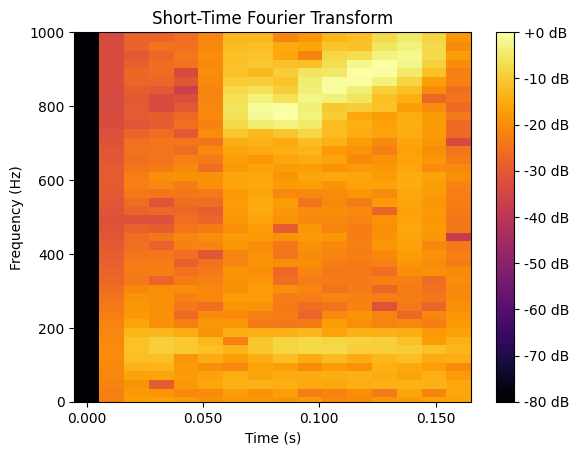 Short-Time Fourier Transform
1000
800
600
400
200
0
Frequency (Hz)
0.000
0.050
0.100
0.150
Time (s)
+0 dB
-10 dB
-20 dB
-30 dB
-40 dB
-50 dB
-60 dB
-70 dB
-80 dB